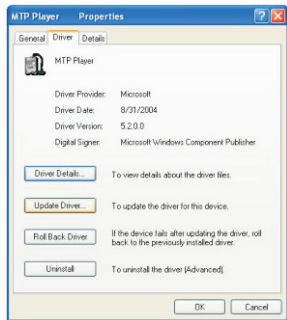 MTP Player Properties
General Driver Details
MTP Player
Driver Provider: Microsoft
Driver Date: 8/31/2004
Driver Version: 5.2.0.0
Digital Signer: Microsoft Windows Component Publisher
Driver Details... To view details about the driver files.
Update Driver... To update the driver for this device.
Roll Back Driver If the device fails after updating the driver, roll
back to the previously installed driver.
Uninstall To uninstall the driver (Advanced).
OK Cancel